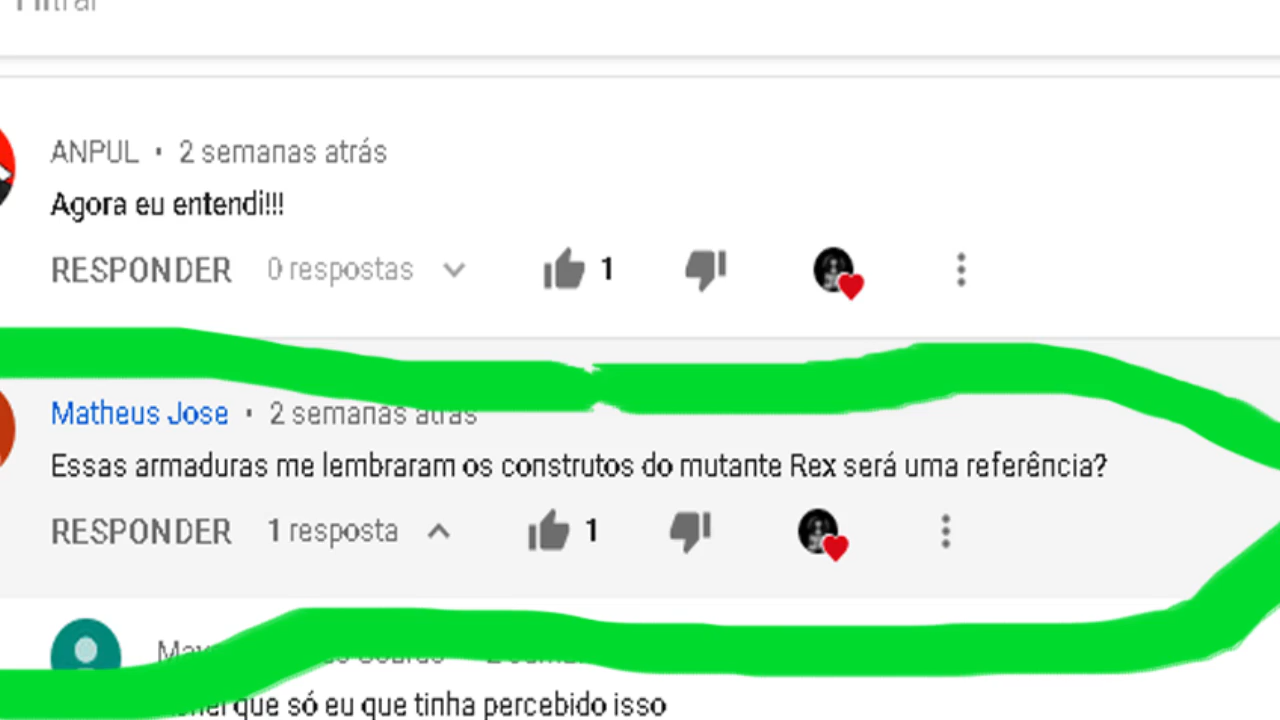 ANPUL · 2 semanas atrás
Agora eu entendi!!!
RESPONDER 0 respostas 1
Matheus Jose · 2 semanas atrás
Essas armaduras me lembraram os construtos do mutante Rex será uma referência?
RESPONDER 1 resposta 1
que só eu que tinha percebido isso